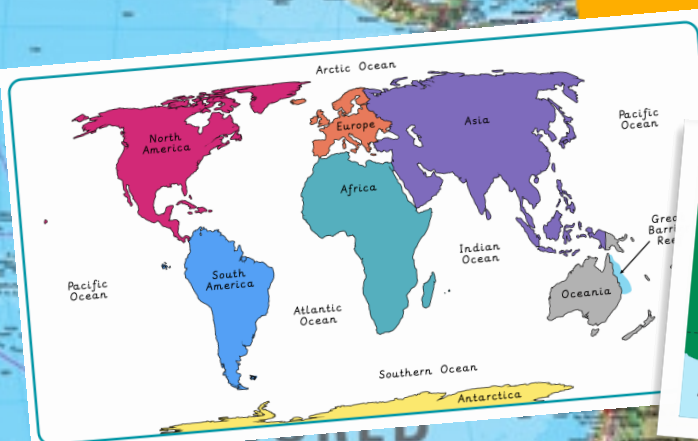 Arctic Ocean
Pacific
Ocean
North
America
Europe
Asia
Africa
Indian
Ocean
South
America
Pacific
Ocean
Atlantic
Ocean
Oceania
Southern Ocean
Antarctica